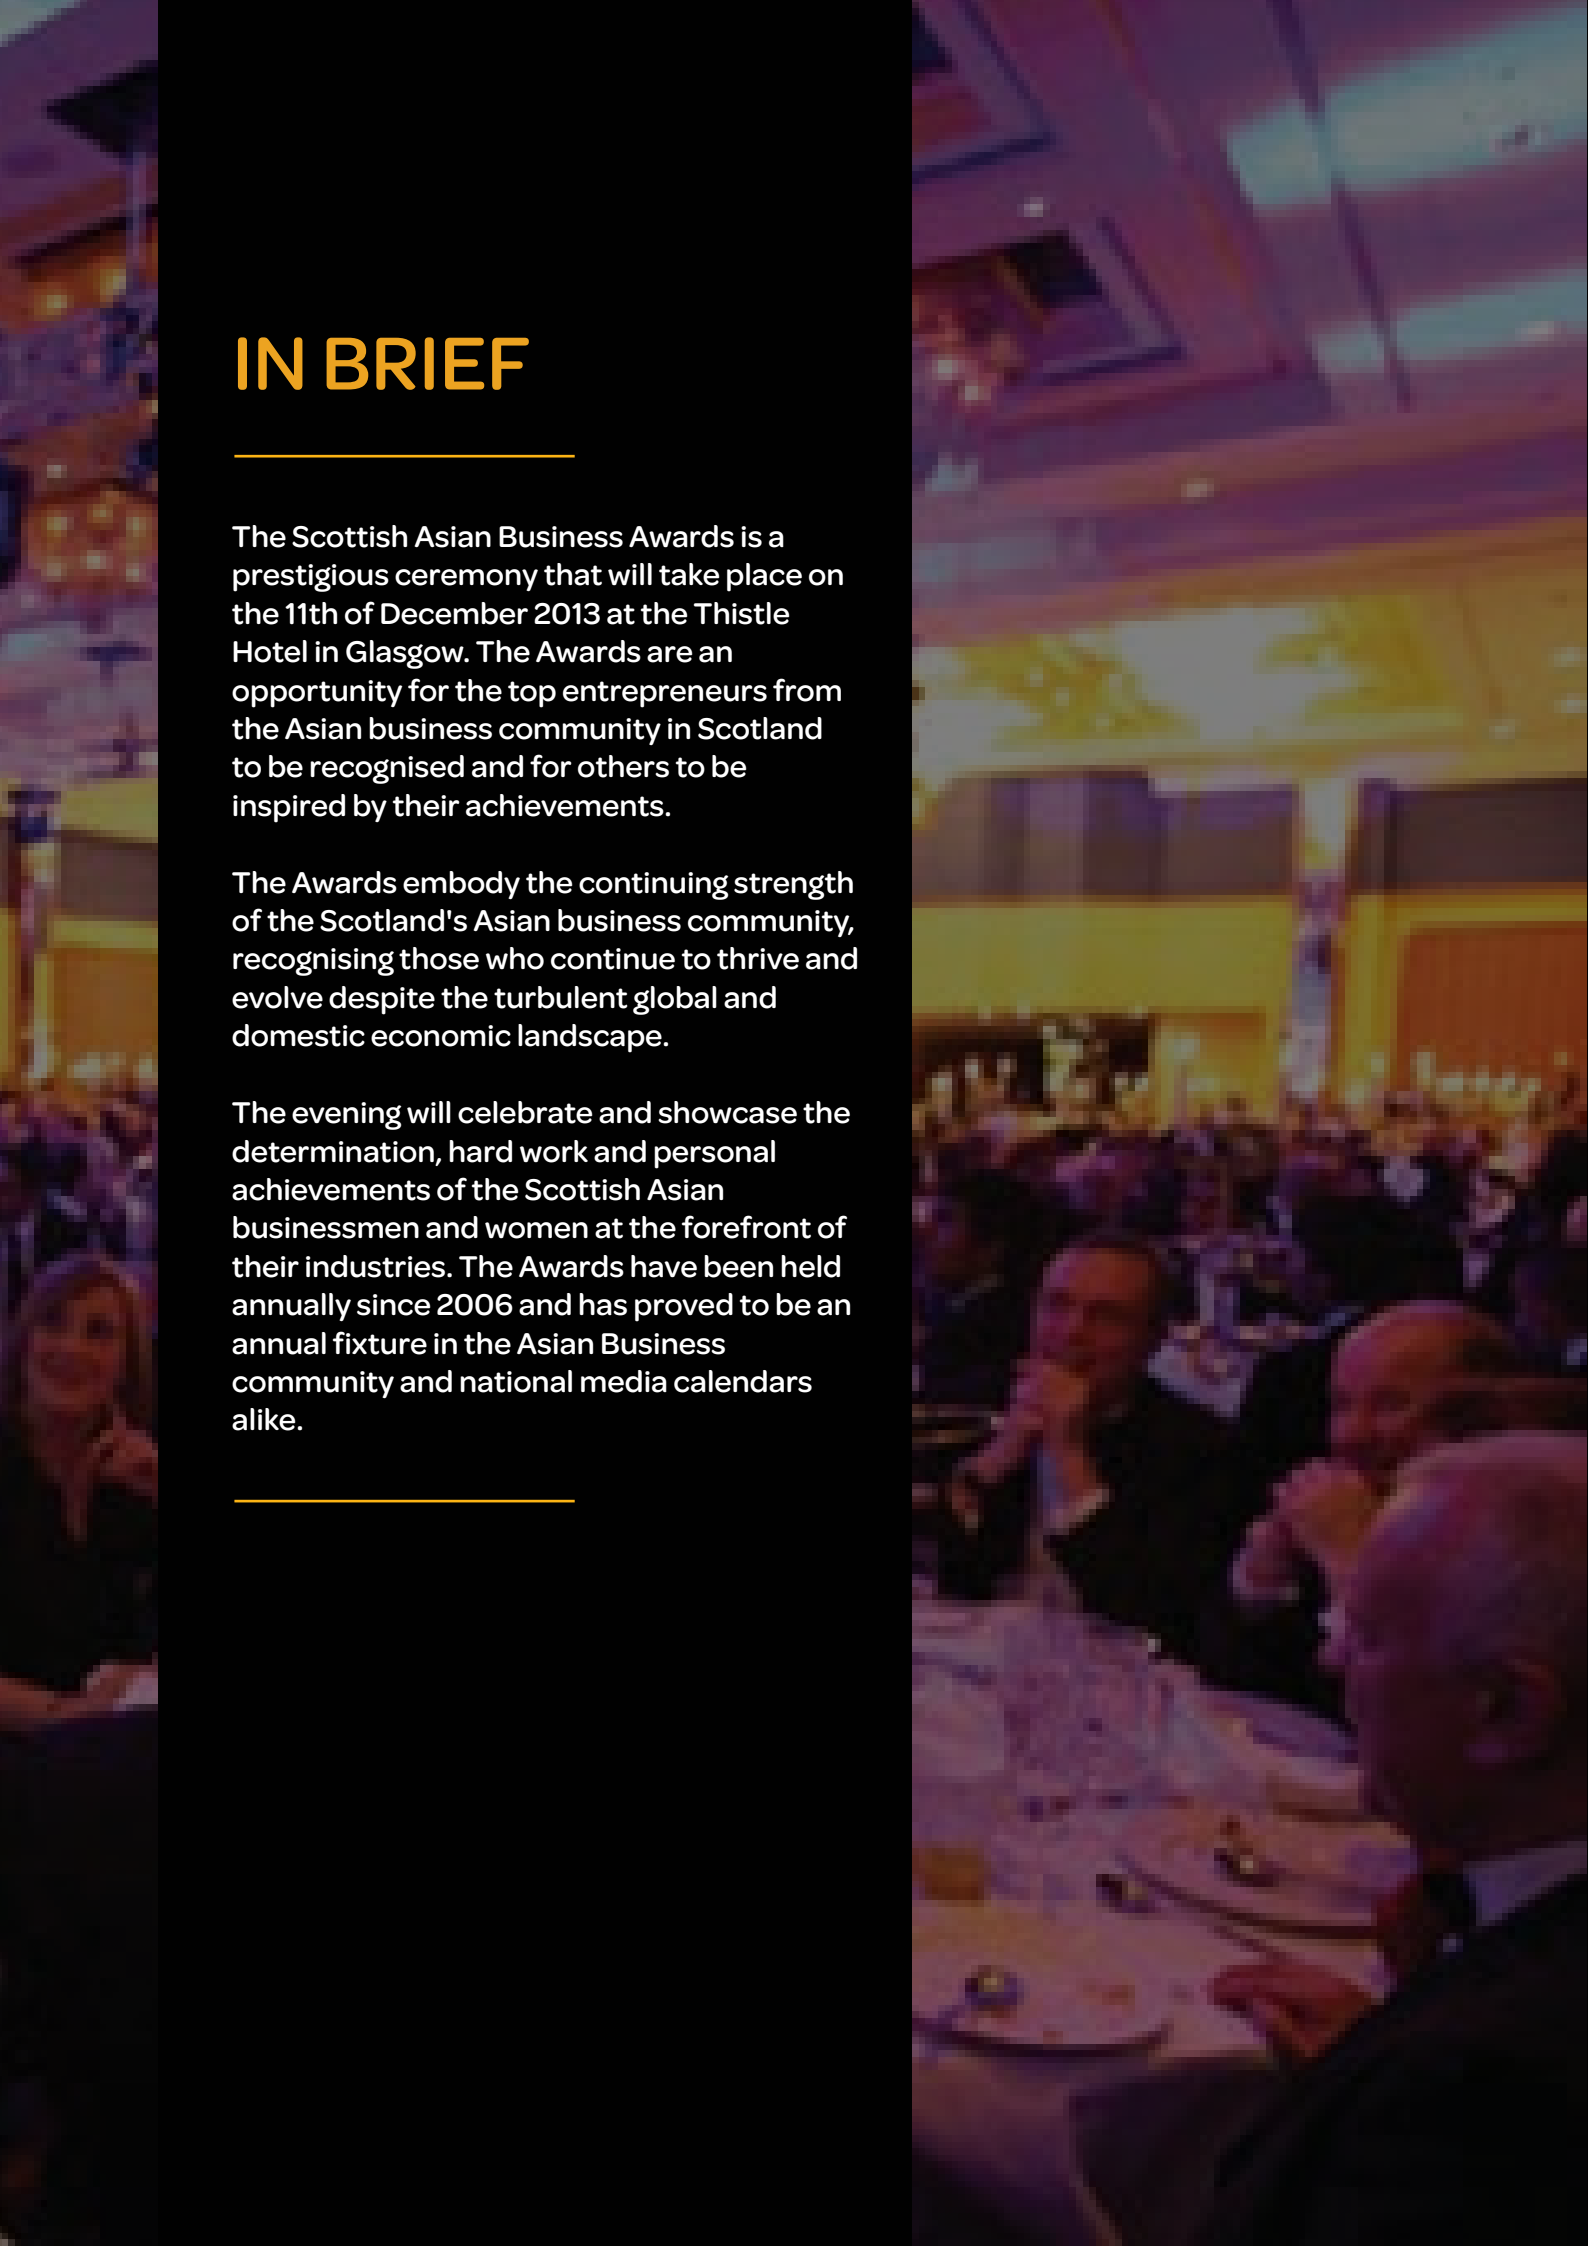 IN BRIEF
The Scottish Asian Business Awards is a
prestigious ceremony that will take place on
the 11th of December 2013 at the Thistle
Hotel in Glasgow. The Awards are an
opportunity for the top entrepreneurs from
the Asian business community in Scotland
to be recognised and for others to be
inspired by their achievements.
The Awards embody the continuing strength
of the Scotland's Asian business community,
recognising those who continue to thrive and
evolve despite the turbulent global and
domestic economic landscape.
The evening will celebrate and showcase the
determination, hard work and personal
achievements of the Scottish Asian
businessmen and women at the forefront of
their industries. The Awards have been held
annually since 2006 and has proved to be an
annual fixture in the Asian Business
community and national media calendars
alike.